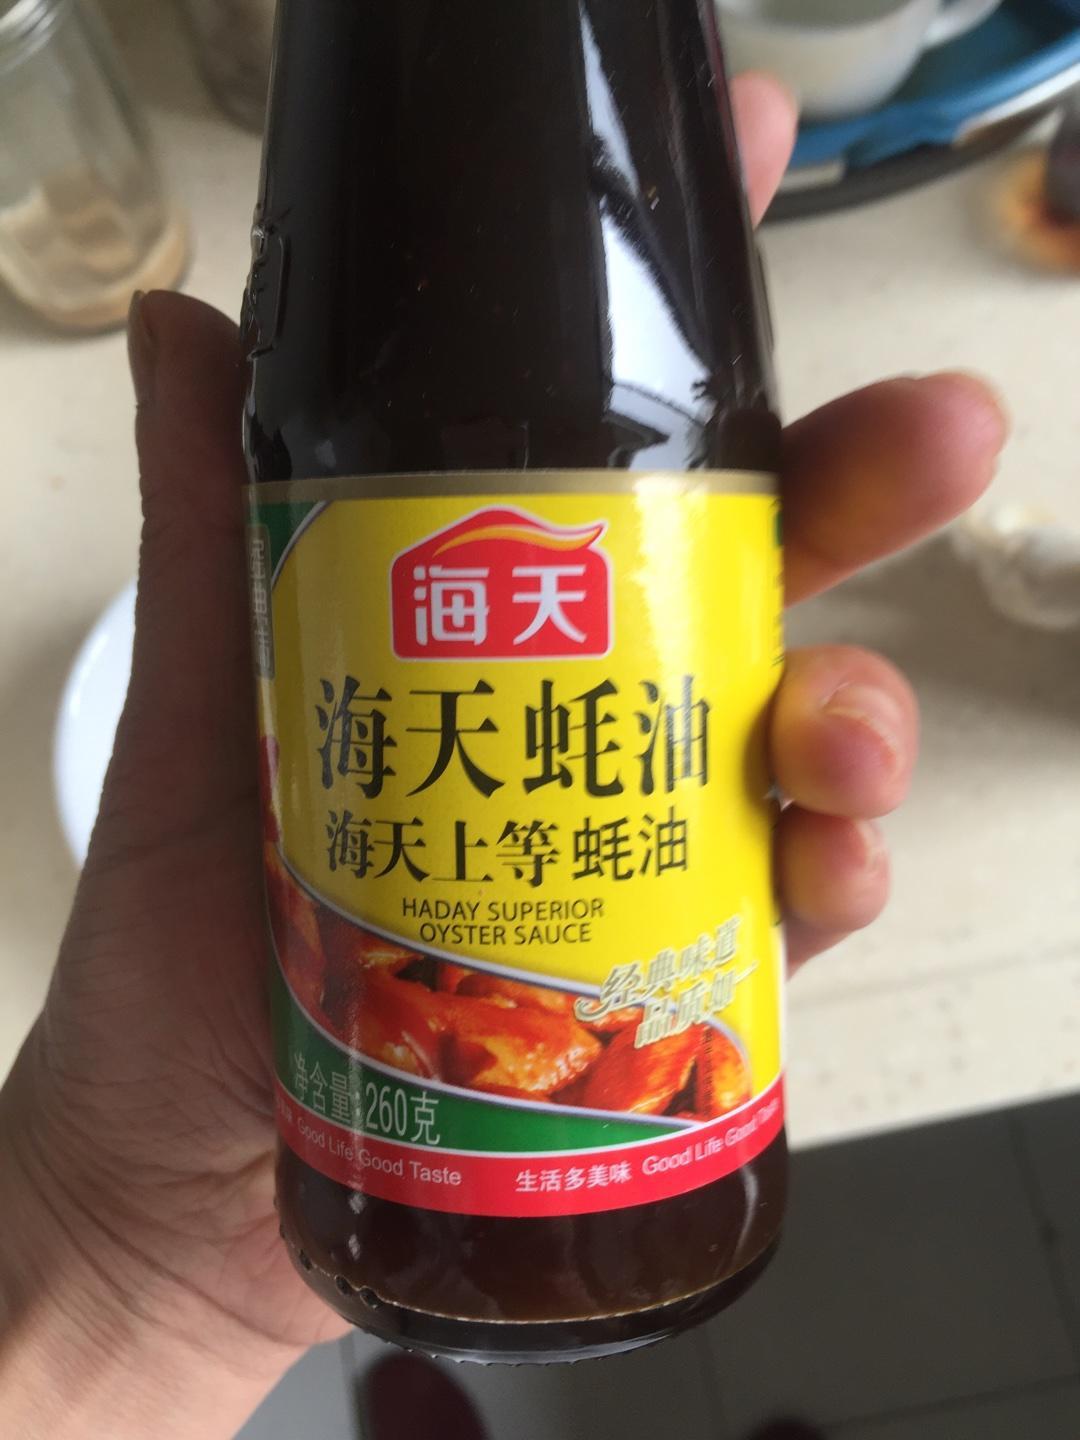 海天
海天蚝油
海天上等蚝油
HADAY SUPERIOR
OYSTER SAUCE
经典味道
品质如一
净含量:260克
Good Life Good Taste
生活多美味 Good Life Good Taste